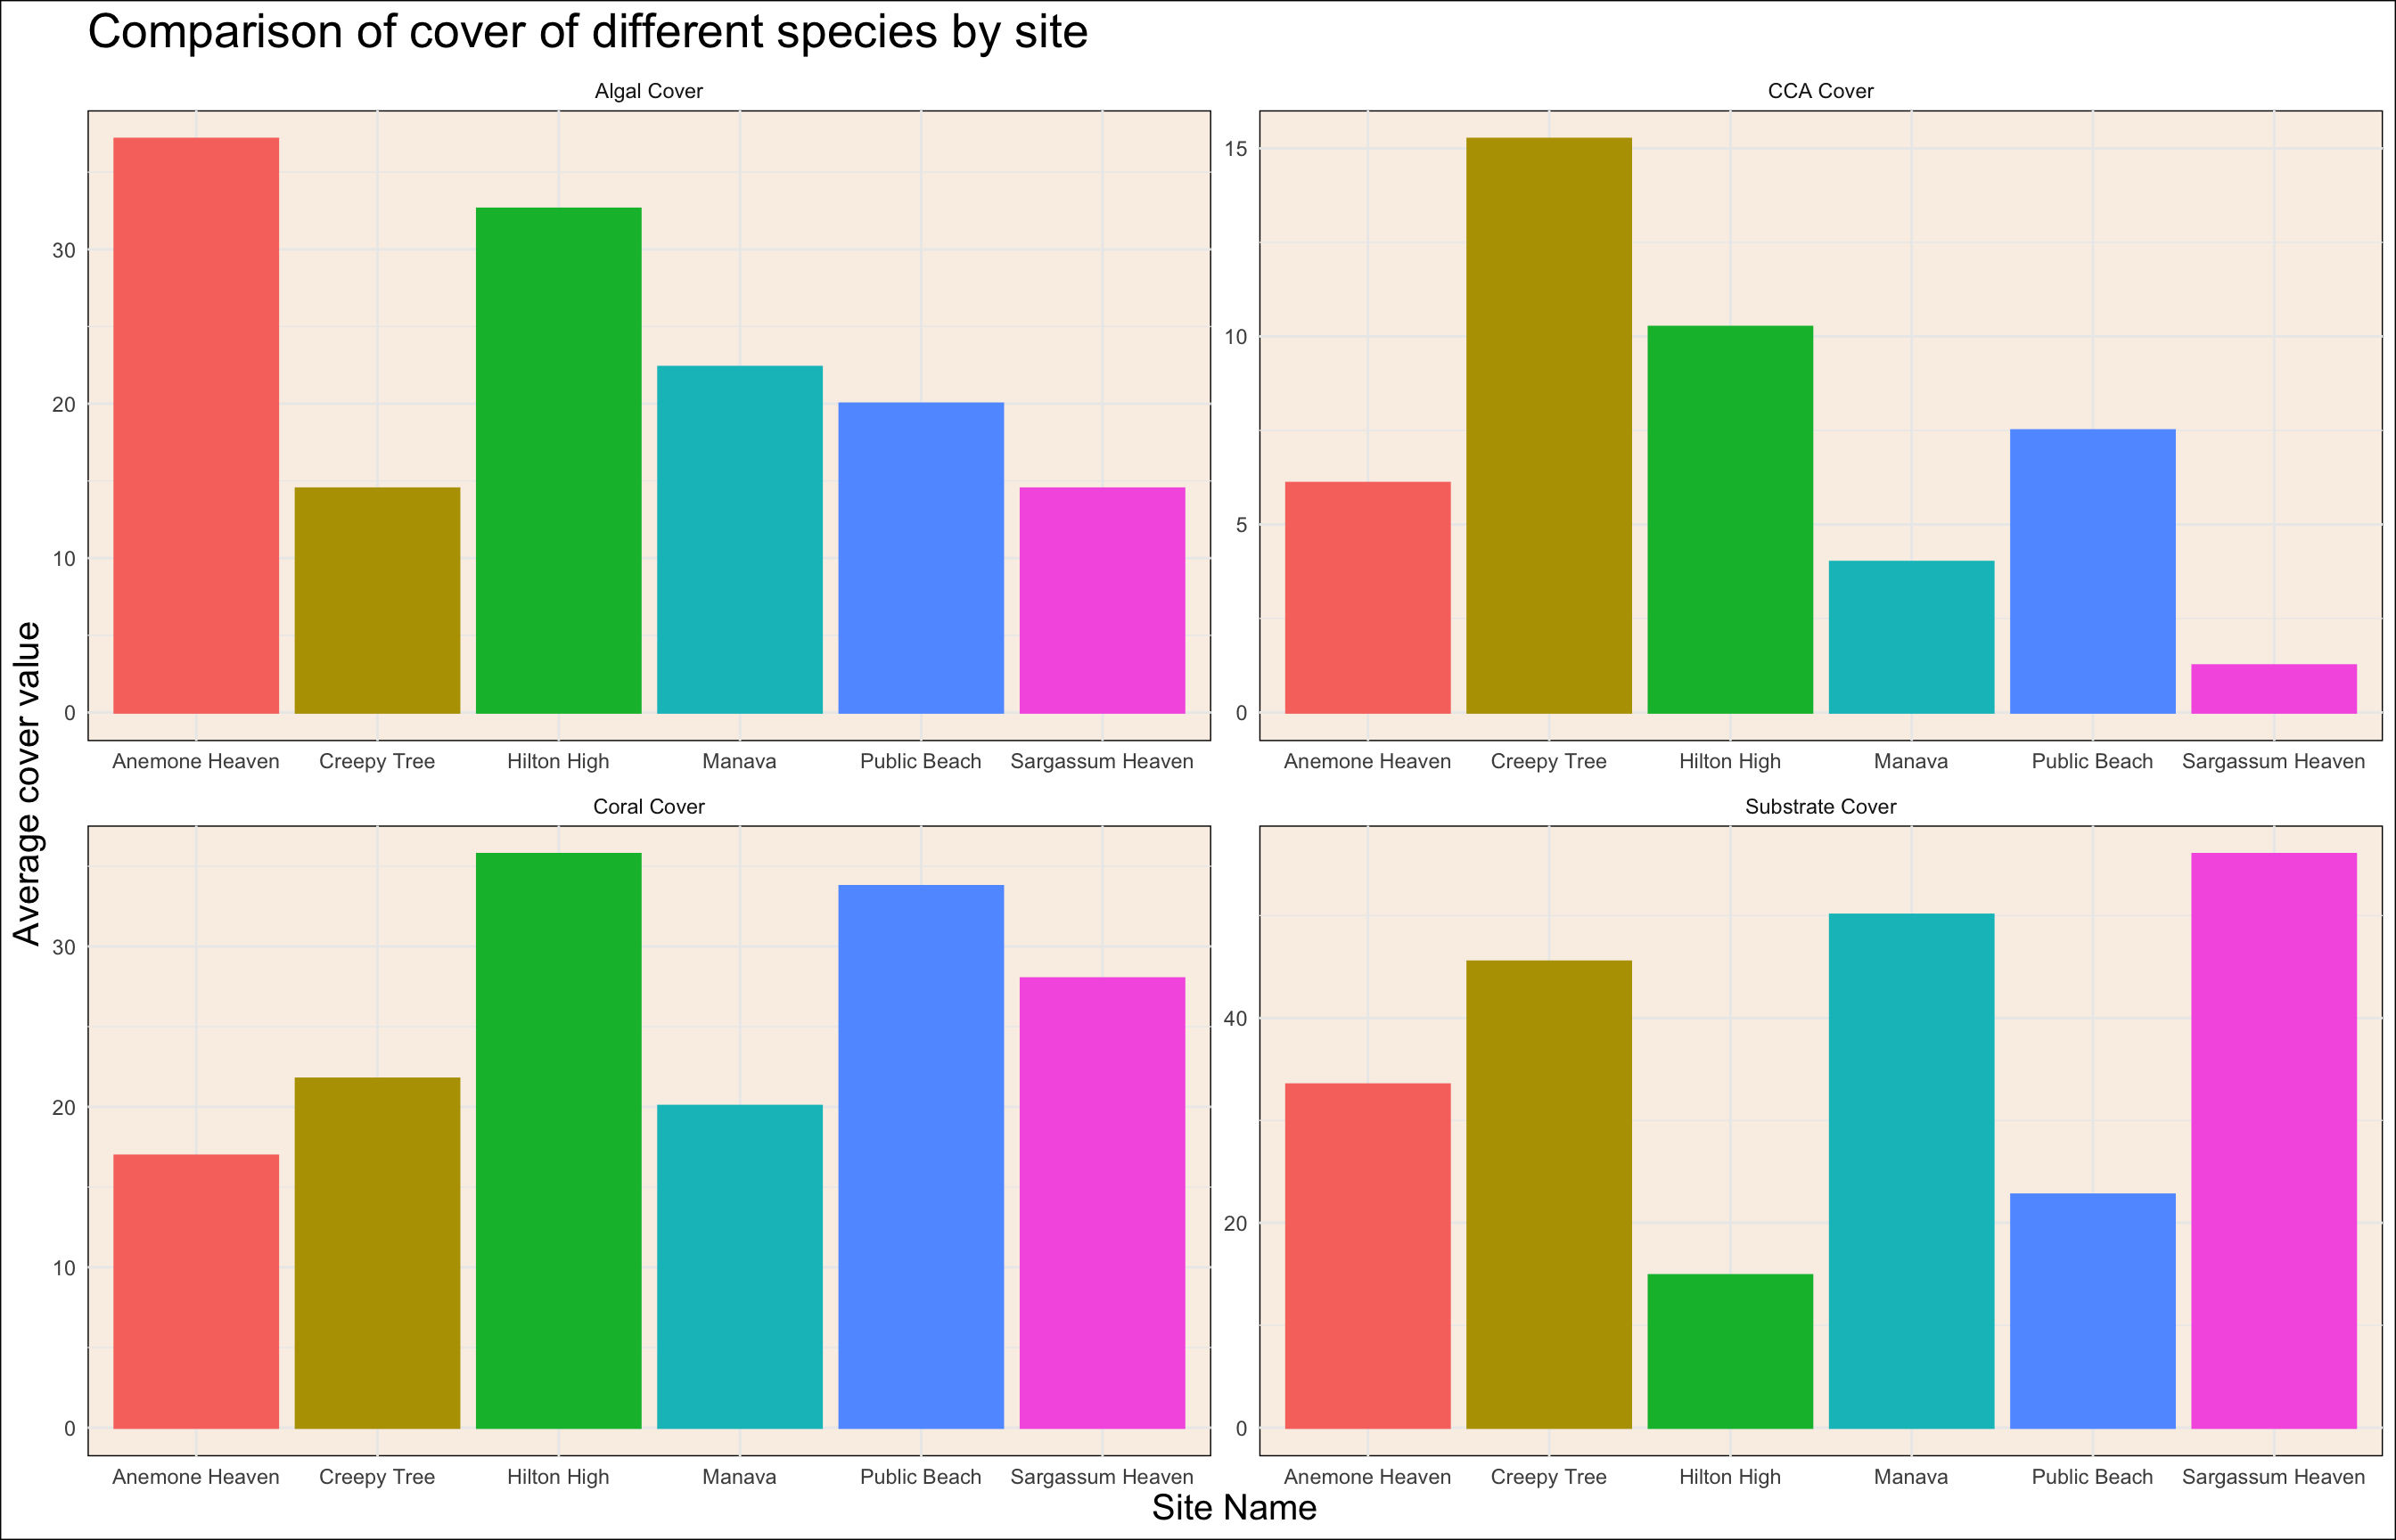 Comparison of cover of different species by site
Algal Cover
30
20
10
0
Anemone Heaven Creepy Tree Hilton High Manava Public Beach Sargassum Heaven
CCA Cover
15
10
5
0
Anemone Heaven Creepy Tree Hilton High Manava Public Beach Sargassum Heaven
Average cover value
Coral Cover
30
20
10
0
Anemone Heaven Creepy Tree Hilton High Manava Public Beach Sargassum Heaven
Substrate Cover
40
20
0
Anemone Heaven Creepy Tree Hilton High Manava Public Beach Sargassum Heaven
Site Name